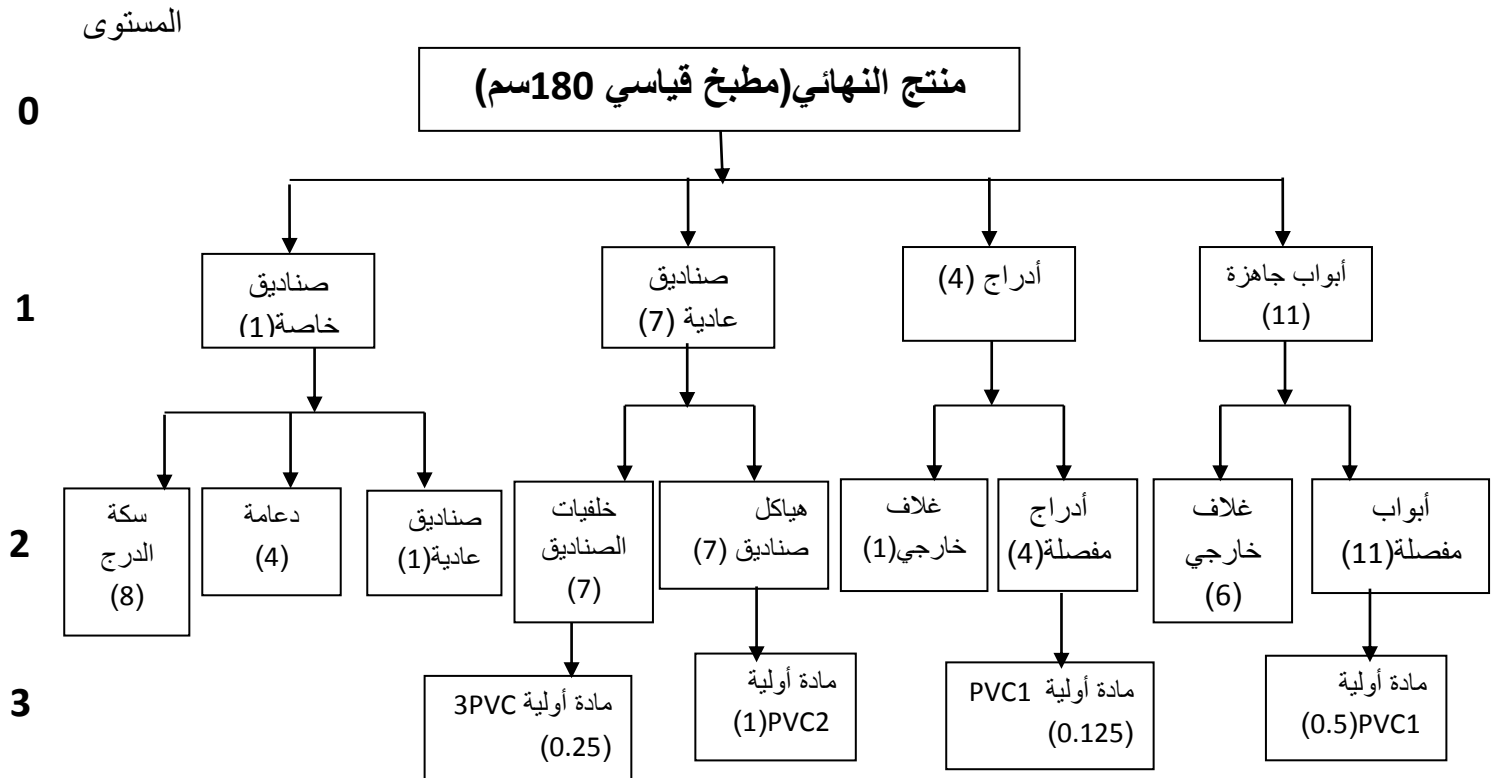 المستوى
0
منتج النهائي(مطبخ قياسي 180سم)
1
أبواب جاهزة
(11)
أدراج (4)
صناديق
عادية (7)
صناديق
خاصة(1)
2
أبواب
مفصلة(11)
غلاف
خارجي
(6)
أدراج
مفصلة(4)
غلاف
خارجي(1)
هياكل
صناديق (7)
خلفيات
الصناديق
(7)
صناديق
عادية(1)
دعامة
(4)
سكة
الدرج
(8)
3
مادة أولية
PVC1(0.5)
مادة أولية PVC1
(0.125)
مادة أولية
PVC2(1)
مادة أولية 3PVC
(0.25)